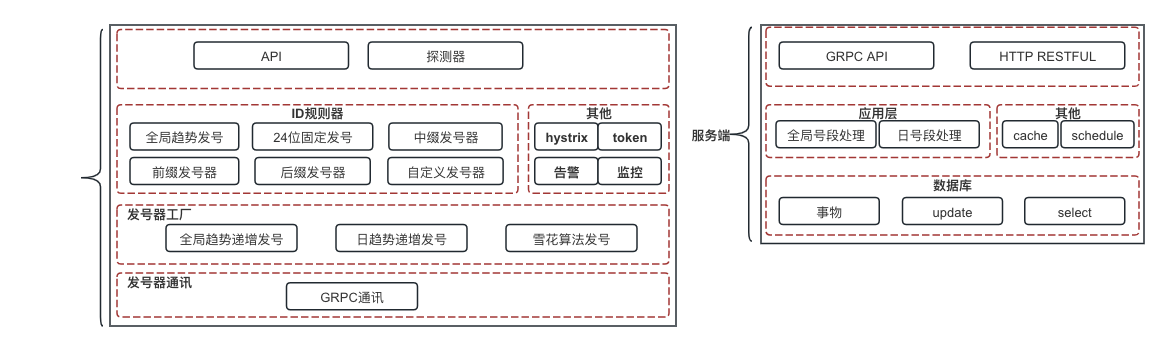 API
探测器
ID规则器
全局趋势发号
24位固定发号
中缀发号器
前缀发号器
后缀发号器
自定义发号器
其他
hystrix
token
告警
监控
发号器工厂
全局趋势递增发号
日趋势递增发号
雪花算法发号
发号器通讯
GRPC通讯
服务端
GRPC API
HTTP RESTFUL
应用层
全局号段处理
日号段处理
其他
cache
schedule
数据库
事物
update
select